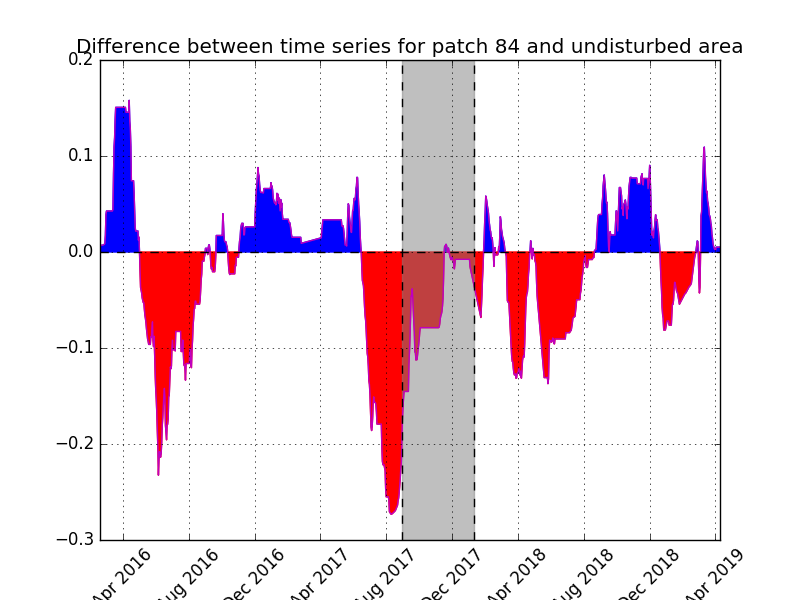 Difference between time series for patch 84 and undisturbed area
0.2
0.1
0.0
−0.1
−0.2
−0.3
Apr 2016
Aug 2016
Dec 2016
Apr 2017
Aug 2017
Dec 2017
Apr 2018
Aug 2018
Dec 2018
Apr 2019